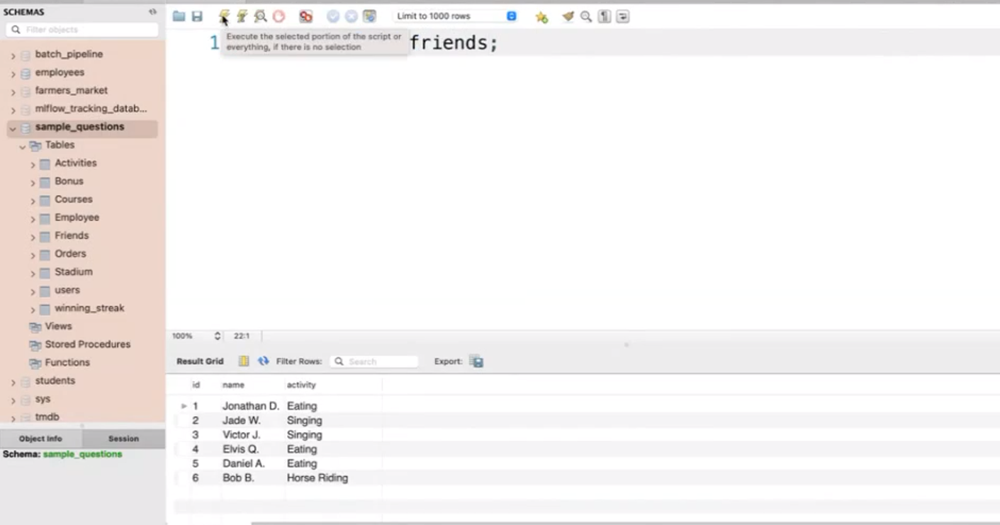 SCHEMAS
Filter objects
batch_pipeline
employees
farmers_market
mlflow_tracking_datab...
sample_questions
Tables
Activities
Bonus
Courses
Employee
Friends
Orders
Stadium
users
winning_streak
Views
Stored Procedures
Functions
students
sys
tmdb
Object Info Session
Schema: sample_questions
Limit to 1000 rows
1 friends;
Execute the selected portion of the script or
everything, if there is no selection
100% 22:1
Result Grid Filter Rows: Search Export:
id name activity
1 Jonathan D. Eating
2 Jade W. Singing
3 Victor J. Singing
4 Elvis Q. Eating
5 Daniel A. Eating
6 Bob B. Horse Riding